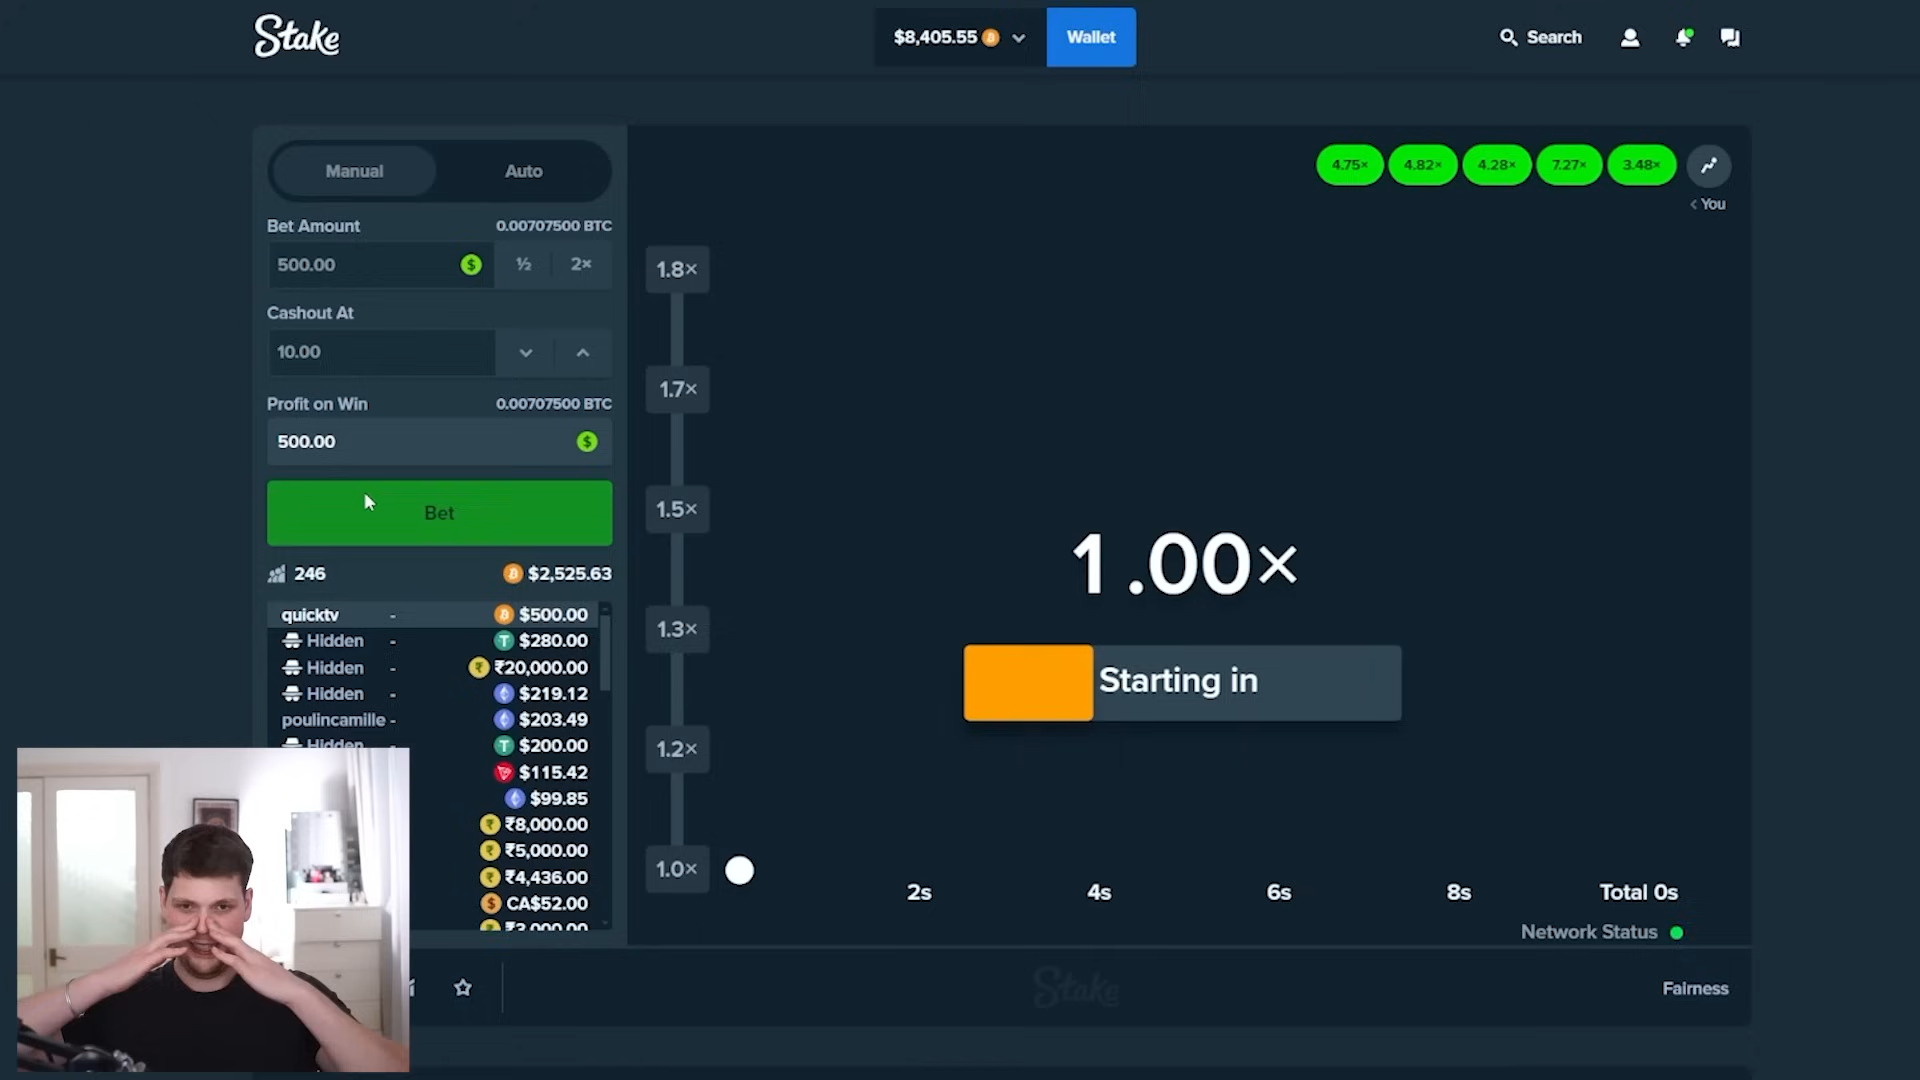 Stake
$8,405.55
Wallet
Search
Manual
Auto
4.75×
4.82×
4.28×
7.27×
3.48×
You
Bet Amount
0.00707500 BTC
500.00
½
2×
Cashout At
10.00
Profit on Win
0.00707500 BTC
500.00
Bet
246
$2,525.63
quicktv - $500.00
Hidden - $280.00
Hidden - ₹20,000.00
Hidden - $219.12
poulincamille - $203.49
Hidden $200.00
$115.42
$99.85
₹8,000.00
₹5,000.00
₹4,436.00
CA$52.00
₹3,000.00
1.8×
1.7×
1.5×
1.3×
1.2×
1.0×
1.00×
Starting in
2s
4s
6s
8s
Total 0s
Network Status
Stake
Fairness